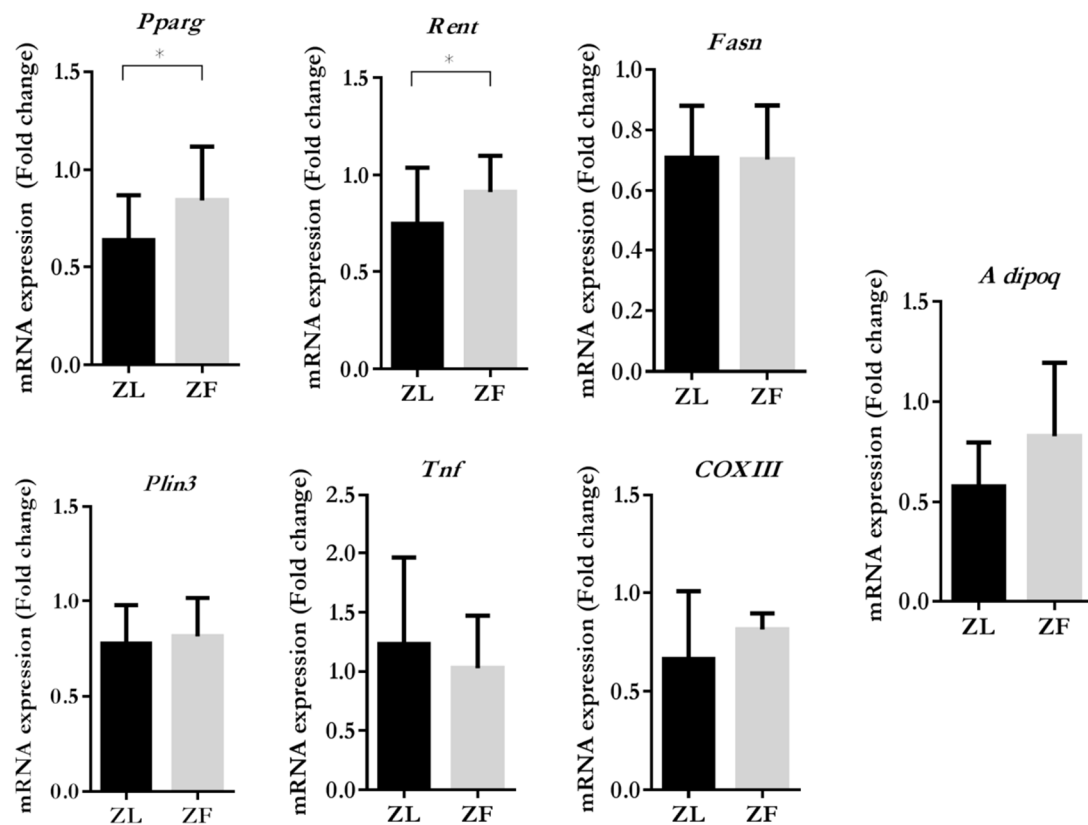 Pparg
*
mRNA expression (Fold change)
1.5
1.0
0.5
0.0
ZL ZF
Rent
*
mRNA expression (Fold change)
1.5
1.0
0.5
0.0
ZL ZF
Fasn
mRNA expression (Fold change)
1.0
0.8
0.6
0.4
0.2
0.0
ZL ZF
A dipoq
mRNA expression (Fold change)
1.5
1.0
0.5
0.0
ZL ZF
Plin3
mRNA expression (Fold change)
1.5
1.0
0.5
0.0
ZL ZF
Tnf
mRNA expression (Fold change)
2.5
2.0
1.5
1.0
0.5
0.0
ZL ZF
COXIII
mRNA expression (Fold change)
1.5
1.0
0.5
0.0
ZL ZF